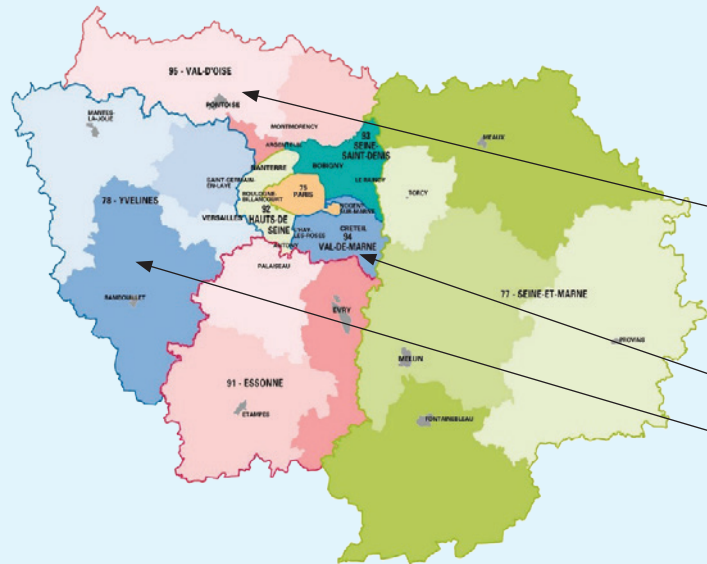 95 - VAL-D'OISE
PONTOISE
MANTES-
LA-JOLIE
MONTMORENCY
ARGENTEUIL
93
SEINE-
SAINT-DENIS
MEAUX
NANTERRE
BOBIGNY
SAINT-GERMAIN-
EN-LAYE
LE RAINCY
75
PARIS
TORCY
BOULOGNE-
BILLANCOURT
78 - YVELINES
92
HAUTS-DE
SEINE
NOGENT-
SUR-MARNE
VERSAILLES
CRETEIL
94
VAL-DE-MARNE
L'HAY-
LES-ROSES
ANTONY
PALAISEAU
77 - SEINE-ET-MARNE
RAMBOUILLET
EVRY
PROVINS
MELUN
91 - ESSONNE
ETAMPES
FONTAINEBLEAU